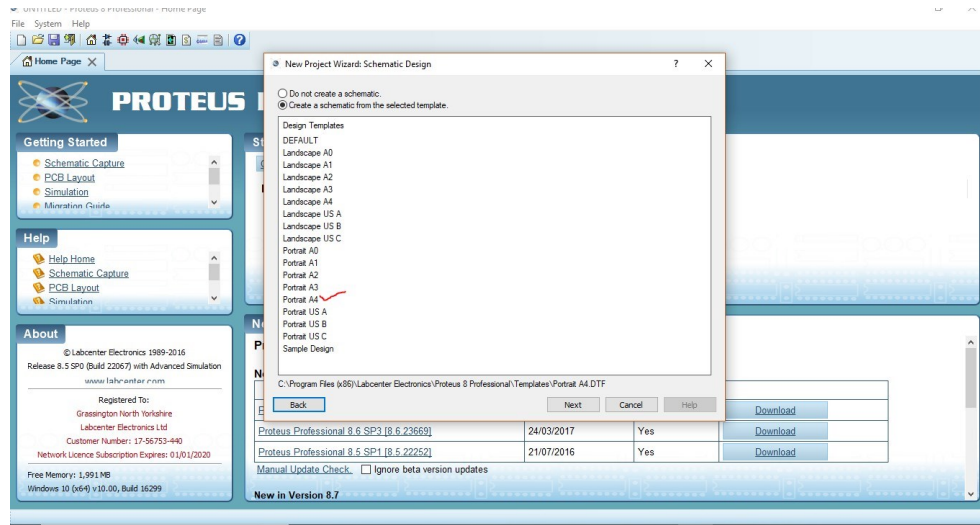 UNTITLED - Proteus 8 Professional - Home Page
File System Help
Home Page
PROTEUS
Getting Started
Schematic Capture
PCB Layout
Simulation
Migration Guide
Help
Help Home
Schematic Capture
PCB Layout
Simulation
About
© Labcenter Electronics 1989-2016
Release 8.5 SP0 (Build 22067) with Advanced Simulation
www.labcenter.com
Registered To:
Grassington North Yorkshire
Labcenter Electronics Ltd
Customer Number: 17-56753-440
Network Licence Subscription Expires: 01/01/2020
Free Memory: 1,991 MB
Windows 10 (x64) v10.00, Build 16299
New Project Wizard: Schematic Design
Do not create a schematic.
Create a schematic from the selected template.
Design Templates
DEFAULT
Landscape A0
Landscape A1
Landscape A2
Landscape A3
Landscape A4
Landscape US A
Landscape US B
Landscape US C
Portrait A0
Portrait A1
Portrait A2
Portrait A3
Portrait A4
Portrait US A
Portrait US B
Portrait US C
Sample Design
C:\Program Files (x86)\Labcenter Electronics\Proteus 8 Professional\Templates\Portrait A4.DTF
Back Next Cancel Help
Download
Proteus Professional 8.6 SP3 [8.6.23669] 24/03/2017 Yes Download
Proteus Professional 8.5 SP1 [8.5.22252] 21/07/2016 Yes Download
Manual Update Check. Ignore beta version updates
New in Version 8.7